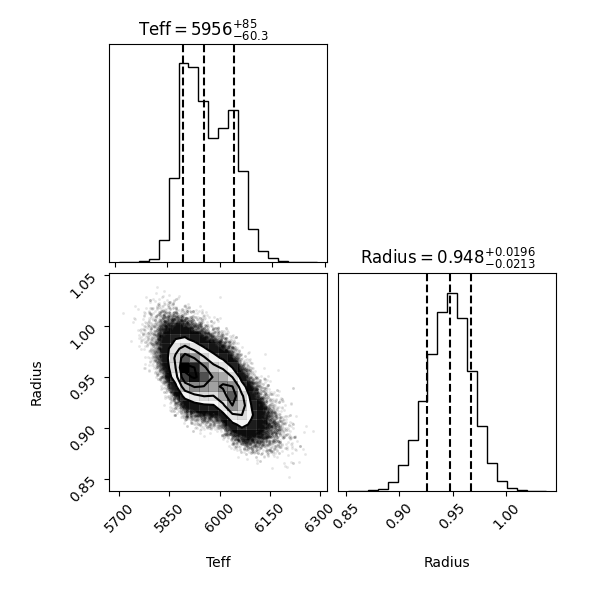 Teff = 5956+85 −60.3
Radius = 0.948+0.0196 −0.0213
1.05
1.00
0.95
0.90
0.85
Radius
5700 5850 6000 6150 6300
0.85 0.90 0.95 1.00
Teff
Radius